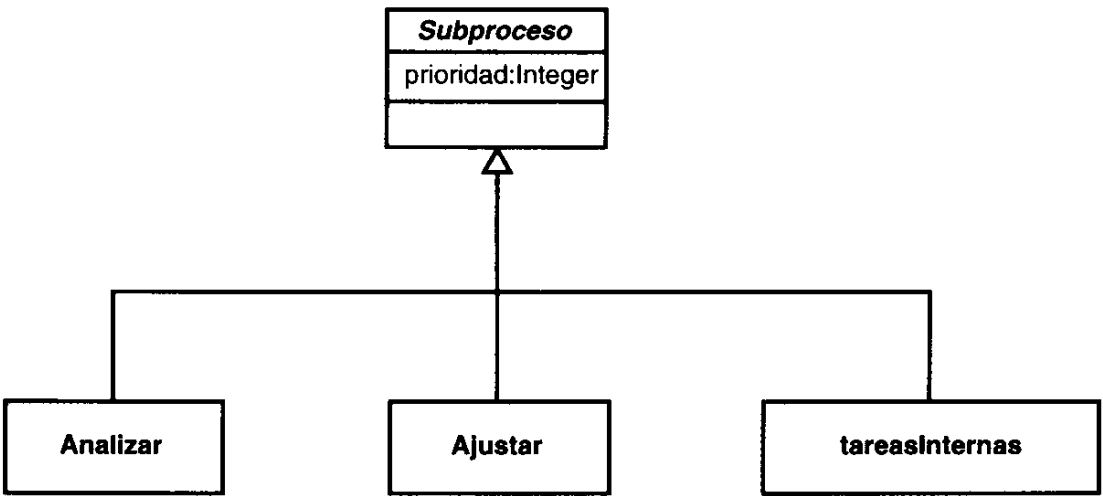 Subproceso
prioridad:Integer
Analizar
Ajustar
tareasInternas